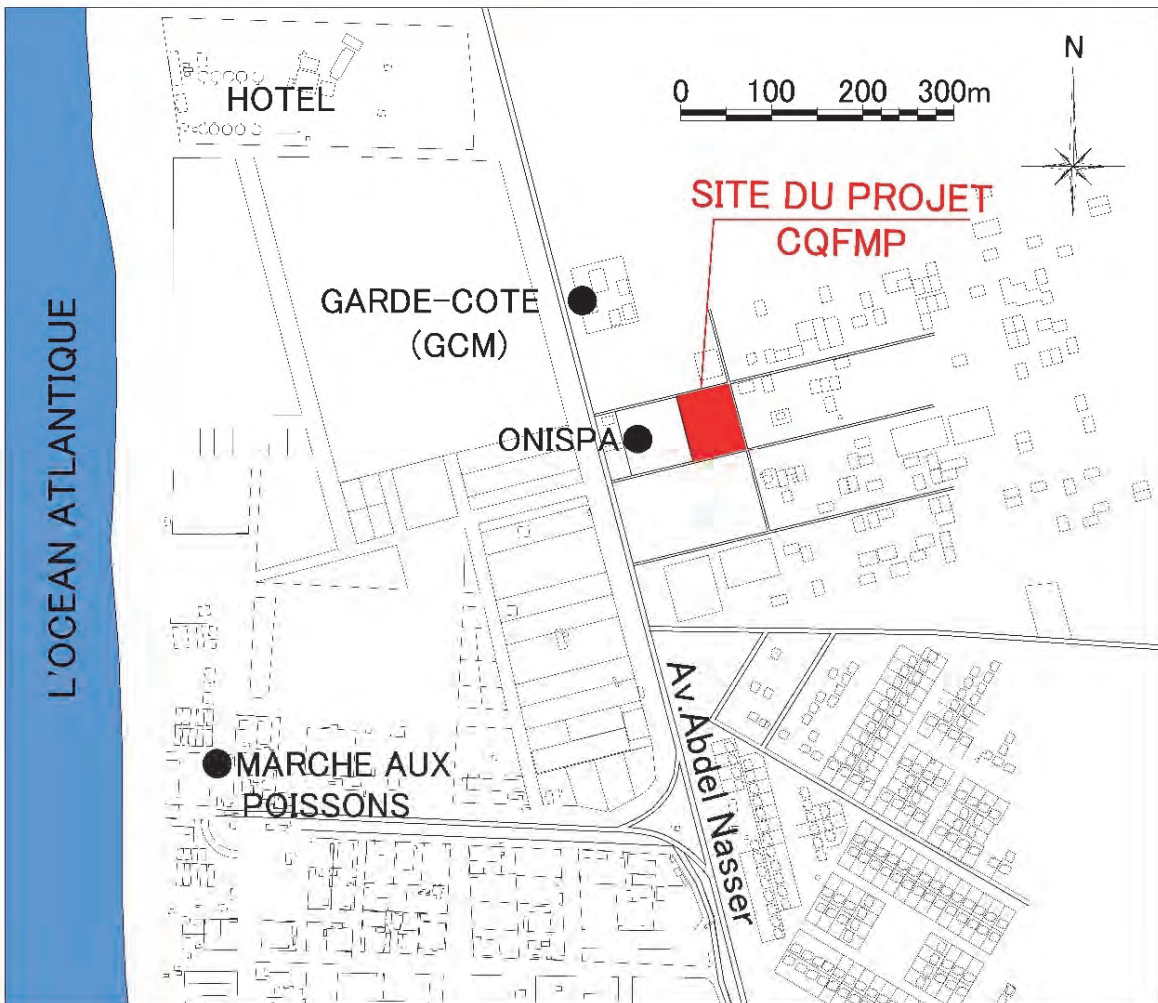 HOTEL
0 100 200 300m
N
SITE DU PROJET
CQFMP
GARDE-COTE
(GCM)
ONISPA
L'OCEAN ATLANTIQUE
Av.Abdel Nasser
MARCHE AUX
POISSONS